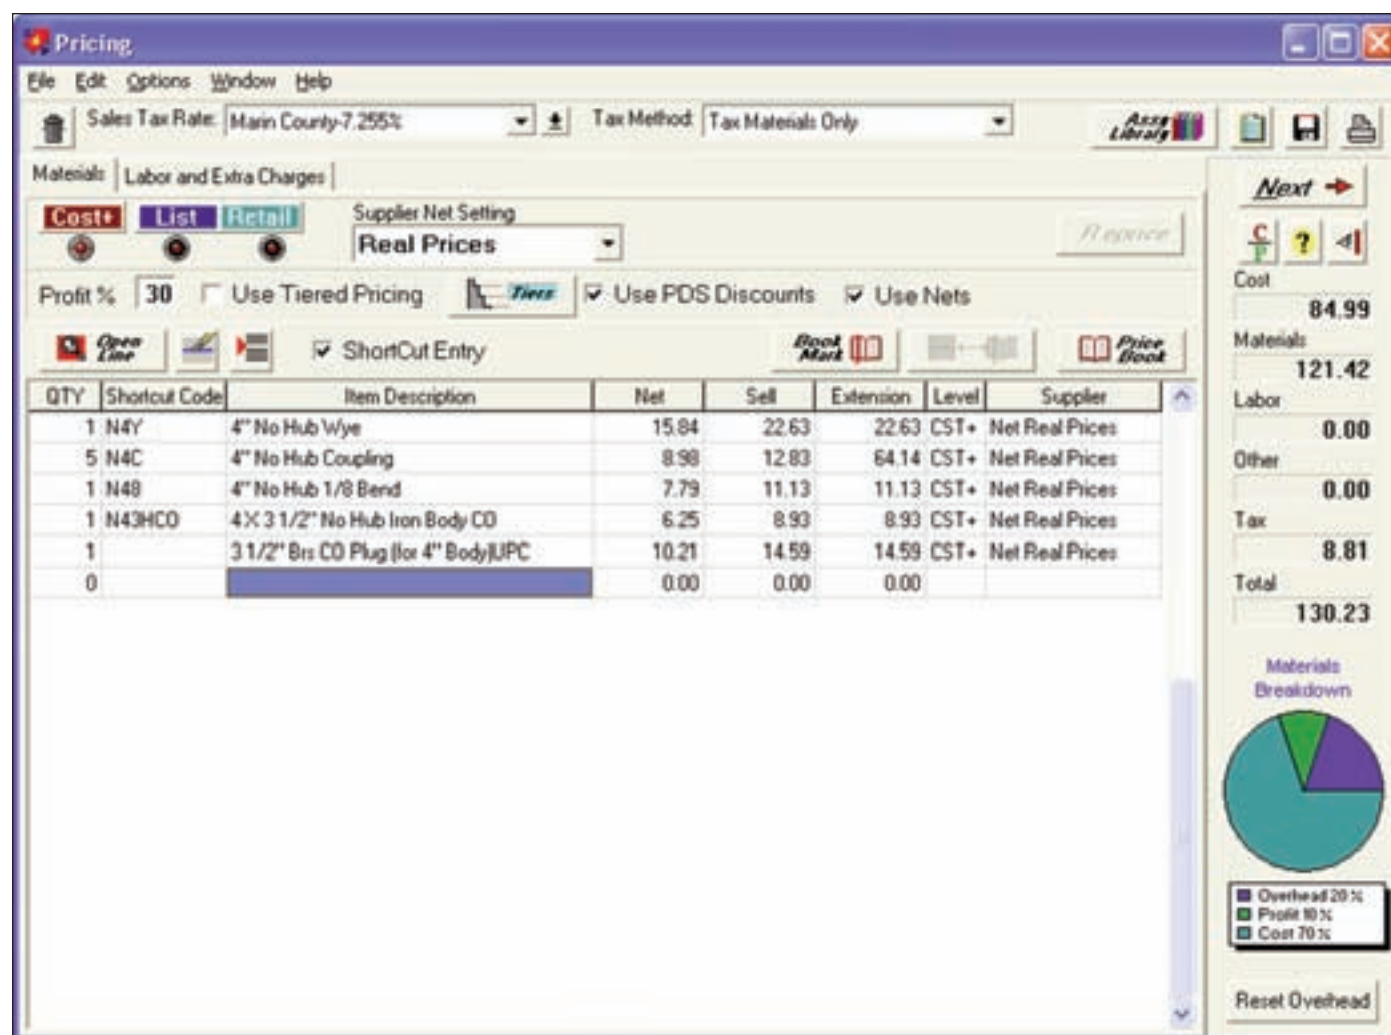 Pricing
File Edit Options Window Help
Sales Tax Rate: Marin County-7.255% Tax Method: Tax Materials Only Assy Library
Materials Labor and Extra Charges
Next
Cost+ List Retail Supplier Net Setting
Real Prices Reprice
C/P ?
Profit % 30 Use Tiered Pricing Tiers Use PDS Discounts Use Nets
Open Line ShortCut Entry Book Mark Price Book
QTY Shortcut Code Item Description Net Sell Extension Level Supplier
1 N4Y 4" No Hub Wye 15.84 22.63 22.63 CST+ Net Real Prices
5 N4C 4" No Hub Coupling 8.98 12.83 64.14 CST+ Net Real Prices
1 N48 4" No Hub 1/8 Bend 7.79 11.13 11.13 CST+ Net Real Prices
1 N43HCO 4 X 3 1/2" No Hub Iron Body CO 6.25 8.93 8.93 CST+ Net Real Prices
1 3 1/2" Brs CO Plug (for 4" Body)UPC 10.21 14.59 14.59 CST+ Net Real Prices
0 0.00 0.00 0.00
Cost
84.99
Materials
121.42
Labor
0.00
Other
0.00
Tax
8.81
Total
130.23
Materials
Breakdown
Overhead 20%
Profit 10%
Cost 70%
Reset Overhead